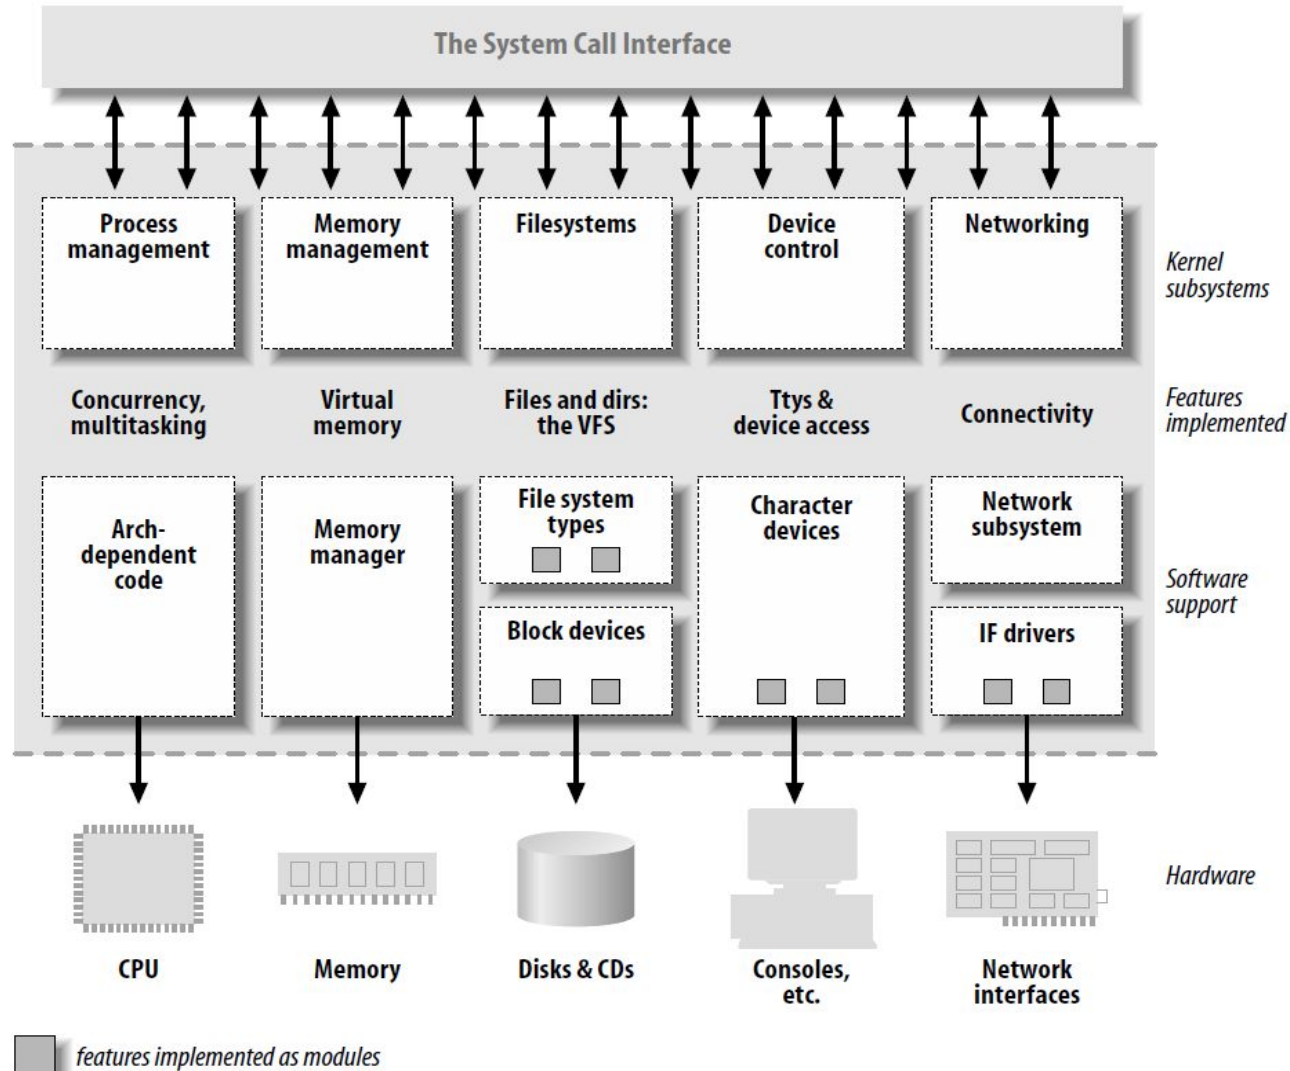 The System Call Interface
Process
management
Memory
management
Filesystems
Device
control
Networking
Kernel
subsystems
Concurrency,
multitasking
Virtual
memory
Files and dirs:
the VFS
Ttys &
device access
Connectivity
Features
implemented
Arch-
dependent
code
Memory
manager
File system
types
Block devices
Character
devices
Network
subsystem
IF drivers
Software
support
Hardware
CPU
Memory
Disks & CDs
Consoles,
etc.
Network
interfaces
features implemented as modules